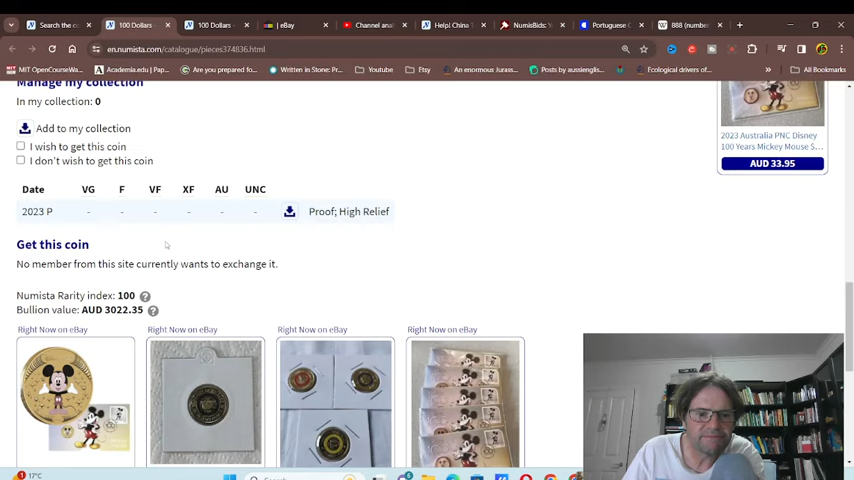 Search the co
100 Dollars -
100 Dollars
| eBay
Channel anal
Help! China T
NumisBids:
Portuguese C
888 (number
en.numista.com/catalogue/pieces374836.html
MIT OpenCourseWa...
Academia.edu | Pap...
Are you prepared fo...
Written in Stone: Pr...
Youtube
Etsy
An enormous Jurass...
Posts by aussienglis...
Ecological drivers of...
»
All Bookmarks
Manage my collection
In my collection: 0
Add to my collection
I wish to get this coin
I don't wish to get this coin
2023 Australia PNC Disney
100 Years Mickey Mouse $...
AUD 33.95
Date VG F VF XF AU UNC
2023 P - - - - - - Proof; High Relief
Get this coin
No member from this site currently wants to exchange it.
Numista Rarity index: 100 ?
Bullion value: AUD 3022.35 ?
Right Now on eBay
Right Now on eBay
Right Now on eBay
Right Now on eBay
17°C
Search